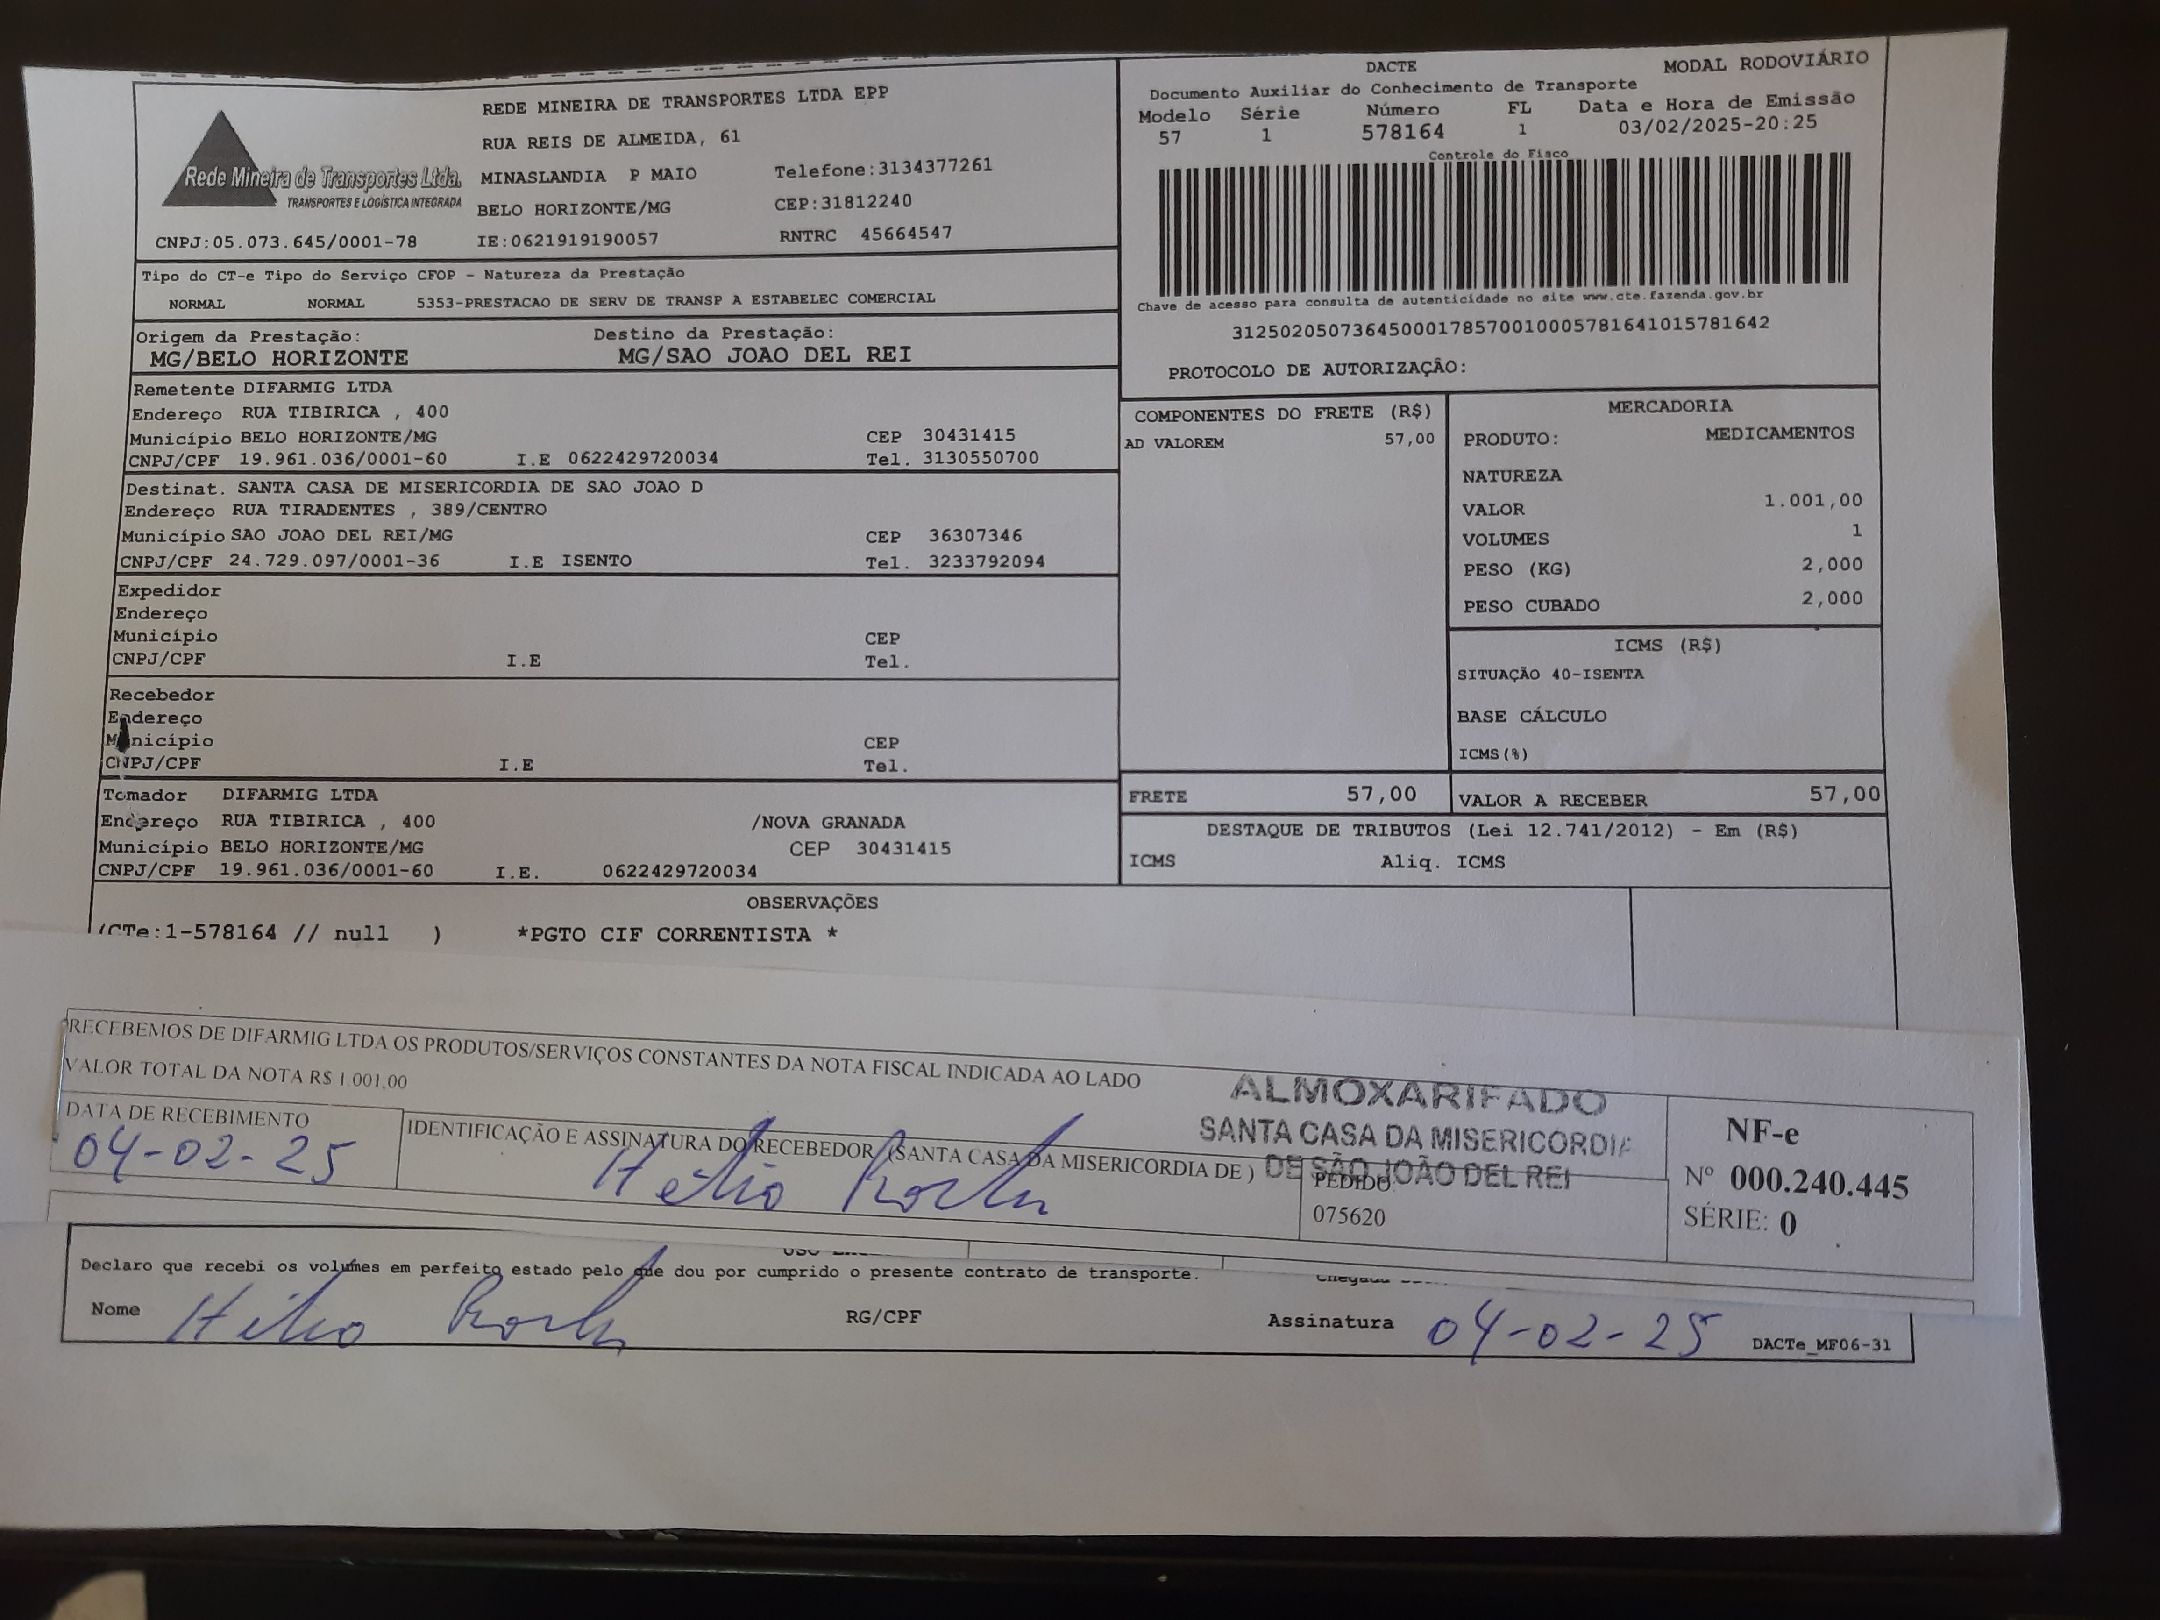 Rede Mineira de Transportes Ltda.
TRANSPORTES E LOGÍSTICA INTEGRADA
REDE MINEIRA DE TRANSPORTES LTDA EPP
RUA REIS DE ALMEIDA, 61
MINASLANDIA P MAIO Telefone:3134377261
BELO HORIZONTE/MG CEP:31812240
CNPJ:05.073.645/0001-78 IE:0621919190057 RNTRC 45664547
DACTE MODAL RODOVIÁRIO
Documento Auxiliar do Conhecimento de Transporte
Modelo Série Número FL Data e Hora de Emissão
57 1 578164 1 03/02/2025-20:25
Controle do Fisco
Chave de acesso para consulta de autenticidade no site www.cte.fazenda.gov.br
31250205073645000178570010005781641015781642
PROTOCOLO DE AUTORIZAÇÂO:
Tipo do CT-e Tipo do Serviço CFOP - Natureza da Prestação
NORMAL NORMAL 5353-PRESTACAO DE SERV DE TRANSP A ESTABELEC COMERCIAL
Origem da Prestação: Destino da Prestação:
MG/BELO HORIZONTE MG/SAO JOAO DEL REI
Remetente DIFARMIG LTDA
Endereço RUA TIBIRICA , 400
Município BELO HORIZONTE/MG CEP 30431415
CNPJ/CPF 19.961.036/0001-60 I.E 0622429720034 Tel. 3130550700
Destinat. SANTA CASA DE MISERICORDIA DE SAO JOAO D
Endereço RUA TIRADENTES , 389/CENTRO
Município SAO JOAO DEL REI/MG CEP 36307346
CNPJ/CPF 24.729.097/0001-36 I.E ISENTO Tel. 3233792094
Expedidor
Endereço
Município CEP
CNPJ/CPF I.E Tel.
Recebedor
Endereço
Município CEP
CNPJ/CPF I.E Tel.
Tomador DIFARMIG LTDA
Endereço RUA TIBIRICA , 400 /NOVA GRANADA
Município BELO HORIZONTE/MG CEP 30431415
CNPJ/CPF 19.961.036/0001-60 I.E. 0622429720034
COMPONENTES DO FRETE (R$)
AD VALOREM 57,00
MERCADORIA
PRODUTO: MEDICAMENTOS
NATUREZA
VALOR 1.001,00
VOLUMES 1
PESO (KG) 2,000
PESO CUBADO 2,000
ICMS (R$)
SITUAÇÃO 40-ISENTA
BASE CÁLCULO
ICMS(%)
FRETE 57,00 VALOR A RECEBER 57,00
DESTAQUE DE TRIBUTOS (Lei 12.741/2012) - Em (R$)
ICMS Aliq. ICMS
OBSERVAÇÕES
(CTe:1-578164 // null ) *PGTO CIF CORRENTISTA *
RECEBEMOS DE DIFARMIG LTDA OS PRODUTOS/SERVIÇOS CONSTANTES DA NOTA FISCAL INDICADA AO LADO
VALOR TOTAL DA NOTA R$ 1.001,00
DATA DE RECEBIMENTO
04-02-25
IDENTIFICAÇÃO E ASSINATURA DO RECEBEDOR (SANTA CASA DA MISERICORDIA DE )
Hélio Rocha
ALMOXARIFADO
SANTA CASA DA MISERICORDIA
DE SÃO JOÃO DEL REI
PEDIDO:
075620
NF-e
Nº 000.240.445
SÉRIE: 0
Declaro que recebi os volumes em perfeito estado pelo que dou por cumprido o presente contrato de transporte.
Nome Hélio Rocha RG/CPF Assinatura 04-02-25 DACTe_MF06-31